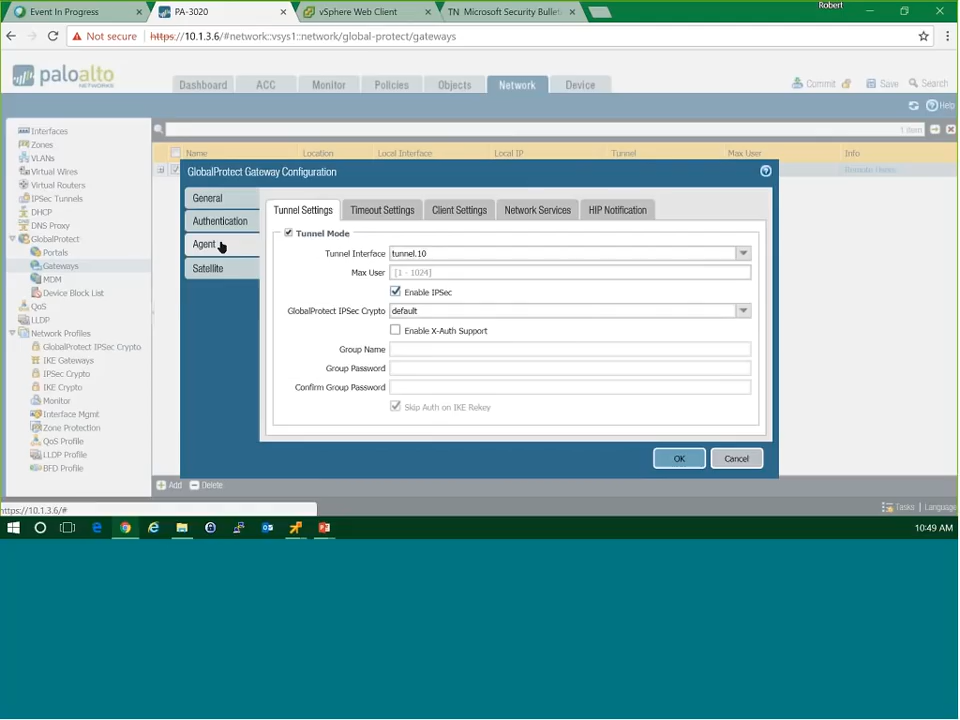 Event In Progress
PA-3020
vSphere Web Client
TN Microsoft Security Bullet
Robert
Not secure https://10.1.3.6/#network::vsys1::network/global-protect/gateways
paloalto
NETWORKS
Dashboard
ACC
Monitor
Policies
Objects
Network
Device
Commit
Save
Search
Help
1 item
Name
Location
Local Interface
Local IP
Tunnel
Max User
Info
Remote Users
Interfaces
Zones
VLANs
Virtual Wires
Virtual Routers
IPSec Tunnels
DHCP
DNS Proxy
GlobalProtect
Portals
Gateways
MDM
Device Block List
QoS
LLDP
Network Profiles
GlobalProtect IPSec Crypto
IKE Gateways
IPSec Crypto
IKE Crypto
Monitor
Interface Mgmt
Zone Protection
QoS Profile
LLDP Profile
BFD Profile
GlobalProtect Gateway Configuration
General
Authentication
Agent
Satellite
Tunnel Settings
Timeout Settings
Client Settings
Network Services
HIP Notification
Tunnel Mode
Tunnel Interface tunnel.10
Max User [1 - 1024]
Enable IPSec
GlobalProtect IPSec Crypto default
Enable X-Auth Support
Group Name
Group Password
Confirm Group Password
Skip Auth on IKE Rekey
OK
Cancel
Add
Delete
https://10.1.3.6/#
Tasks
Language
10:49 AM